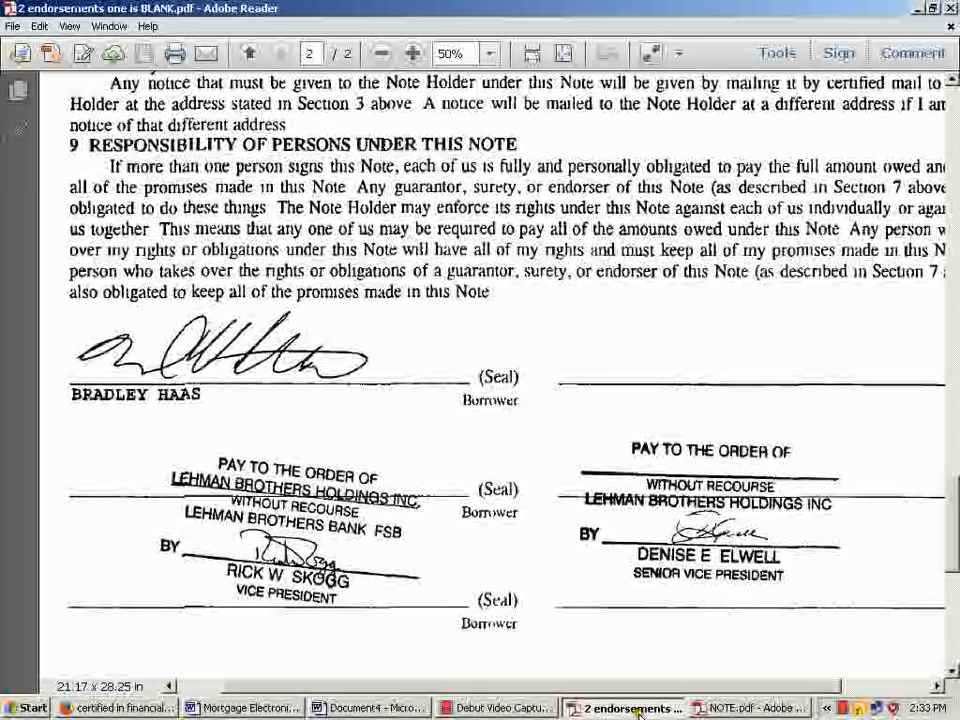 2 endorsements one is BLANK.pdf - Adobe Reader
File Edit View Window Help
2 / 2 50% Tools Sign Comment
Any notice that must be given to the Note Holder under this Note will be given by mailing it by certified mail to
Holder at the address stated in Section 3 above A notice will be mailed to the Note Holder at a different address if I am
notice of that different address
9 RESPONSIBILITY OF PERSONS UNDER THIS NOTE
If more than one person signs this Note, each of us is fully and personally obligated to pay the full amount owed and
all of the promises made in this Note Any guarantor, surety, or endorser of this Note (as described in Section 7 above
obligated to do these things The Note Holder may enforce its rights under this Note against each of us individually or agai
us together This means that any one of us may be required to pay all of the amounts owed under this Note Any person w
over my rights or obligations under this Note will have all of my rights and must keep all of my promises made in this N
person who takes over the rights or obligations of a guarantor, surety, or endorser of this Note (as described in Section 7
also obligated to keep all of the promises made in this Note
(Seal)
BRADLEY HAAS
Borrower
PAY TO THE ORDER OF
LEHMAN BROTHERS HOLDINGS INC.
WITHOUT RECOURSE
LEHMAN BROTHERS BANK FSB
BY
RICK W SKOGG
VICE PRESIDENT
(Seal)
Borrower
PAY TO THE ORDER OF
WITHOUT RECOURSE
LEHMAN BROTHERS HOLDINGS INC
BY
DENISE E ELWELL
SENIOR VICE PRESIDENT
(Seal)
Borrower
21.17 x 28.25 in
Start certified in financial... Mortgage Electroni... Document4 - Micro... Debut Video Captu... 2 endorsements ... NOTE.pdf - Adobe ... « 2:33 PM